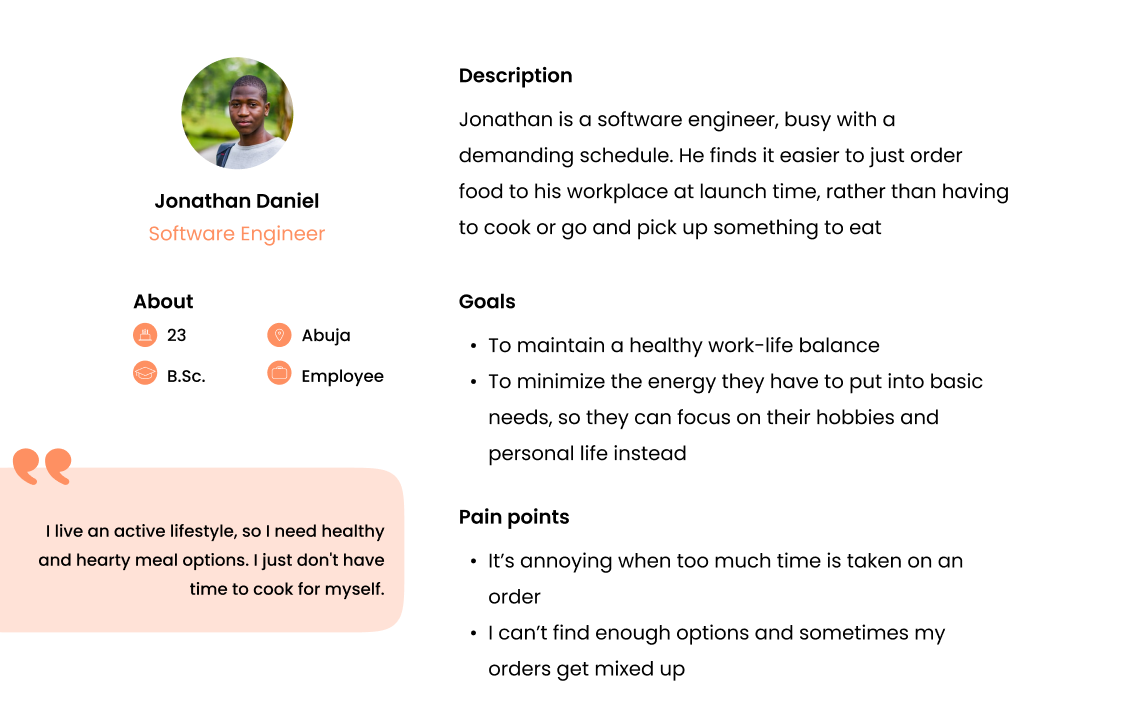 Jonathan Daniel
Software Engineer
About
23
Abuja
B.Sc.
Employee
I live an active lifestyle, so I need healthy
and hearty meal options. I just don't have
time to cook for myself.
Description
Jonathan is a software engineer, busy with a
demanding schedule. He finds it easier to just order
food to his workplace at launch time, rather than having
to cook or go and pick up something to eat
Goals
• To maintain a healthy work-life balance
• To minimize the energy they have to put into basic
needs, so they can focus on their hobbies and
personal life instead
Pain points
• It’s annoying when too much time is taken on an
order
• I can’t find enough options and sometimes my
orders get mixed up